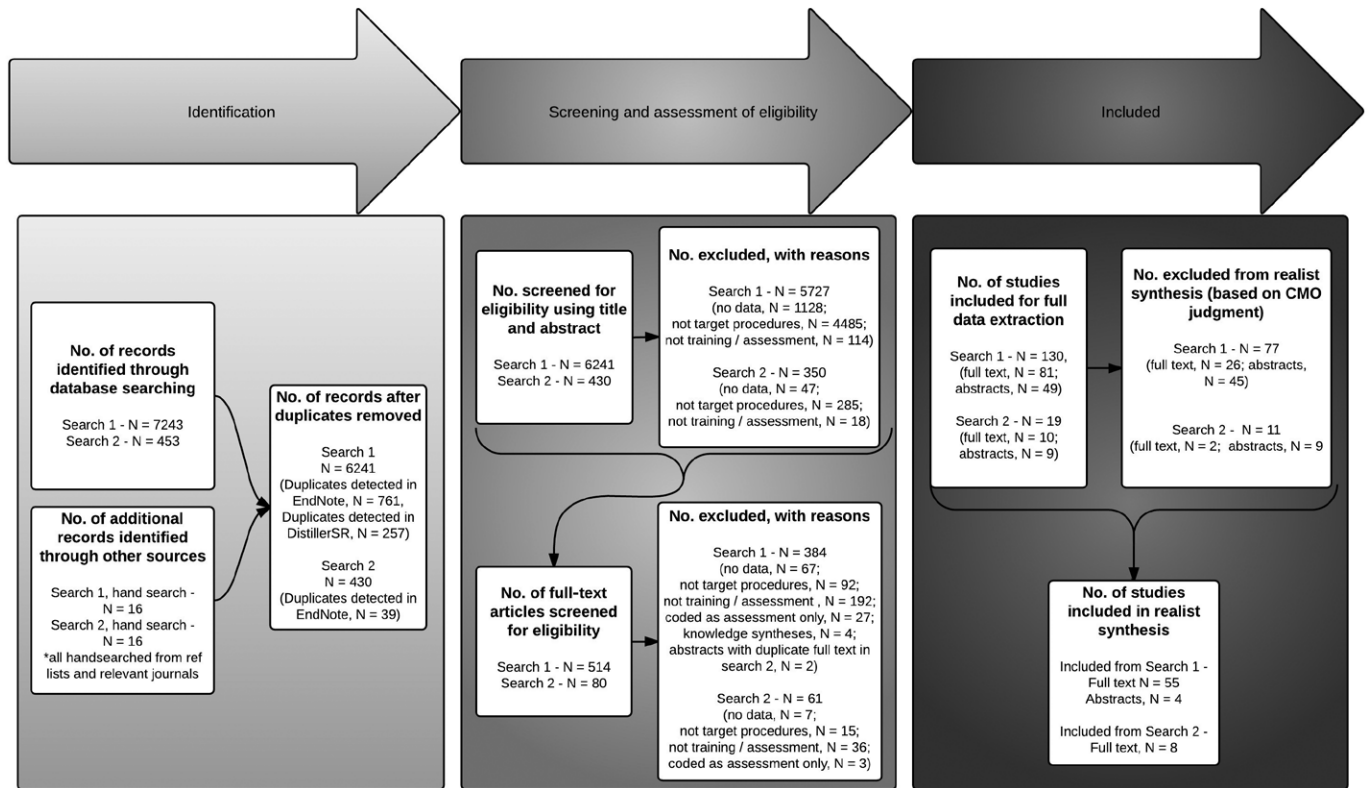 Identification
Screening and assessment of eligibility
Included
No. of records
identified through
database searching
Search 1 - N = 7243
Search 2 - N = 453
No. of additional
records identified
through other sources
Search 1, hand search -
N = 16
Search 2, hand search -
N = 16
*all handsearched from ref
lists and relevant journals
No. of records after
duplicates removed
Search 1
N = 6241
(Duplicates detected in
EndNote, N = 761,
Duplicates detected in
DistillerSR, N = 257)
Search 2
N = 430
(Duplicates detected in
EndNote, N = 39)
No. screened for
eligibility using title
and abstract
Search 1 - N = 6241
Search 2 - N = 430
No. excluded, with reasons
Search 1 - N = 5727
(no data, N = 1128;
not target procedures, N = 4485;
not training / assessment, N = 114)
Search 2 - N = 350
(no data, N = 47;
not target procedures, N = 285;
not training / assessment, N = 18)
No. of full-text
articles screened
for eligibility
Search 1 - N = 514
Search 2 - N = 80
No. excluded, with reasons
Search 1 - N = 384
(no data, N = 67;
not target procedures, N = 92;
not training / assessment , N = 192;
coded as assessment only, N = 27;
knowledge syntheses, N = 4;
abstracts with duplicate full text in
search 2, N = 2)
Search 2 - N = 61
(no data, N = 7;
not target procedures, N = 15;
not training / assessment, N = 36;
coded as assessment only, N = 3)
No. of studies
included for full
data extraction
Search 1 - N = 130,
(full text, N = 81;
abstracts, N = 49)
Search 2 - N = 19
(full text, N = 10;
abstracts, N = 9)
No. excluded from realist
synthesis (based on CMO
judgment)
Search 1 - N = 77
(full text, N = 26; abstracts,
N = 45)
Search 2 - N = 11
(full text, N = 2; abstracts, N = 9
No. of studies
included in realist
synthesis
Included from Search 1 -
Full text N = 55
Abstracts, N = 4
Included from Search 2 -
Full text, N = 8